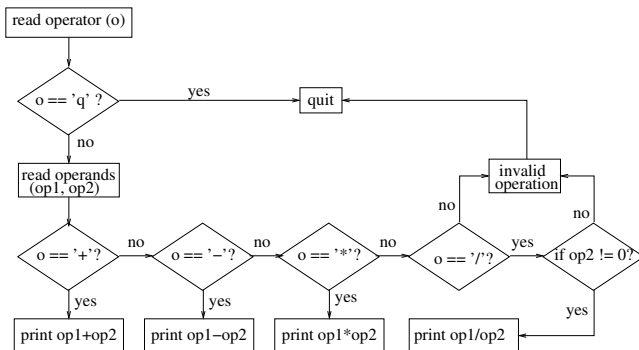 read operator (o)
o == 'q' ?
yes
quit
no
read operands
(op1, op2)
invalid
operation
no
no
o == '+'?
no
o == '−'?
no
o == '*'?
no
o == '/'?
yes
if op2 != 0?
yes
yes
yes
yes
print op1+op2
print op1−op2
print op1*op2
print op1/op2